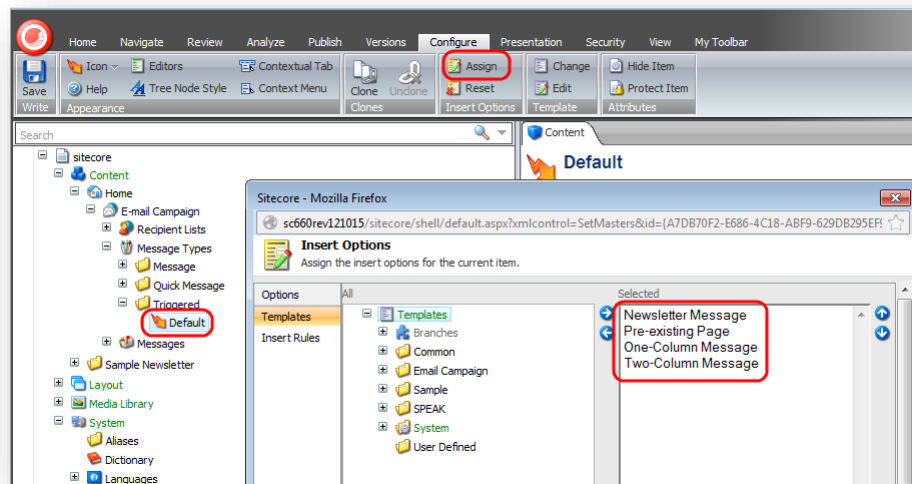 Home Navigate Review Analyze Publish Versions Configure Presentation Security View My Toolbar
Icon Editors Contextual Tab Assign Change Hide Item
Save Help Tree Node Style Context Menu Clone Unclone Reset Edit Protect Item
Write Appearance Clones Insert Options Template Attributes
Search
Content
sitecore
Content
Home
E-mail Campaign
Recipient Lists
Message Types
Message
Quick Message
Triggered
Default
Messages
Sample Newsletter
Layout
Media Library
System
Aliases
Dictionary
Languages
Default
Sitecore - Mozilla Firefox
sc660rev121015/sitecore/shell/default.aspx?xmlcontrol=SetMasters&id={A7DB70F2-E686-4C18-ABF9-629DB295EF
Insert Options
Assign the insert options for the current item.
Options
Templates
Insert Rules
All
Templates
Branches
Common
Email Campaign
Sample
SPEAK
System
User Defined
Selected
Newsletter Message
Pre-existing Page
One-Column Message
Two-Column Message